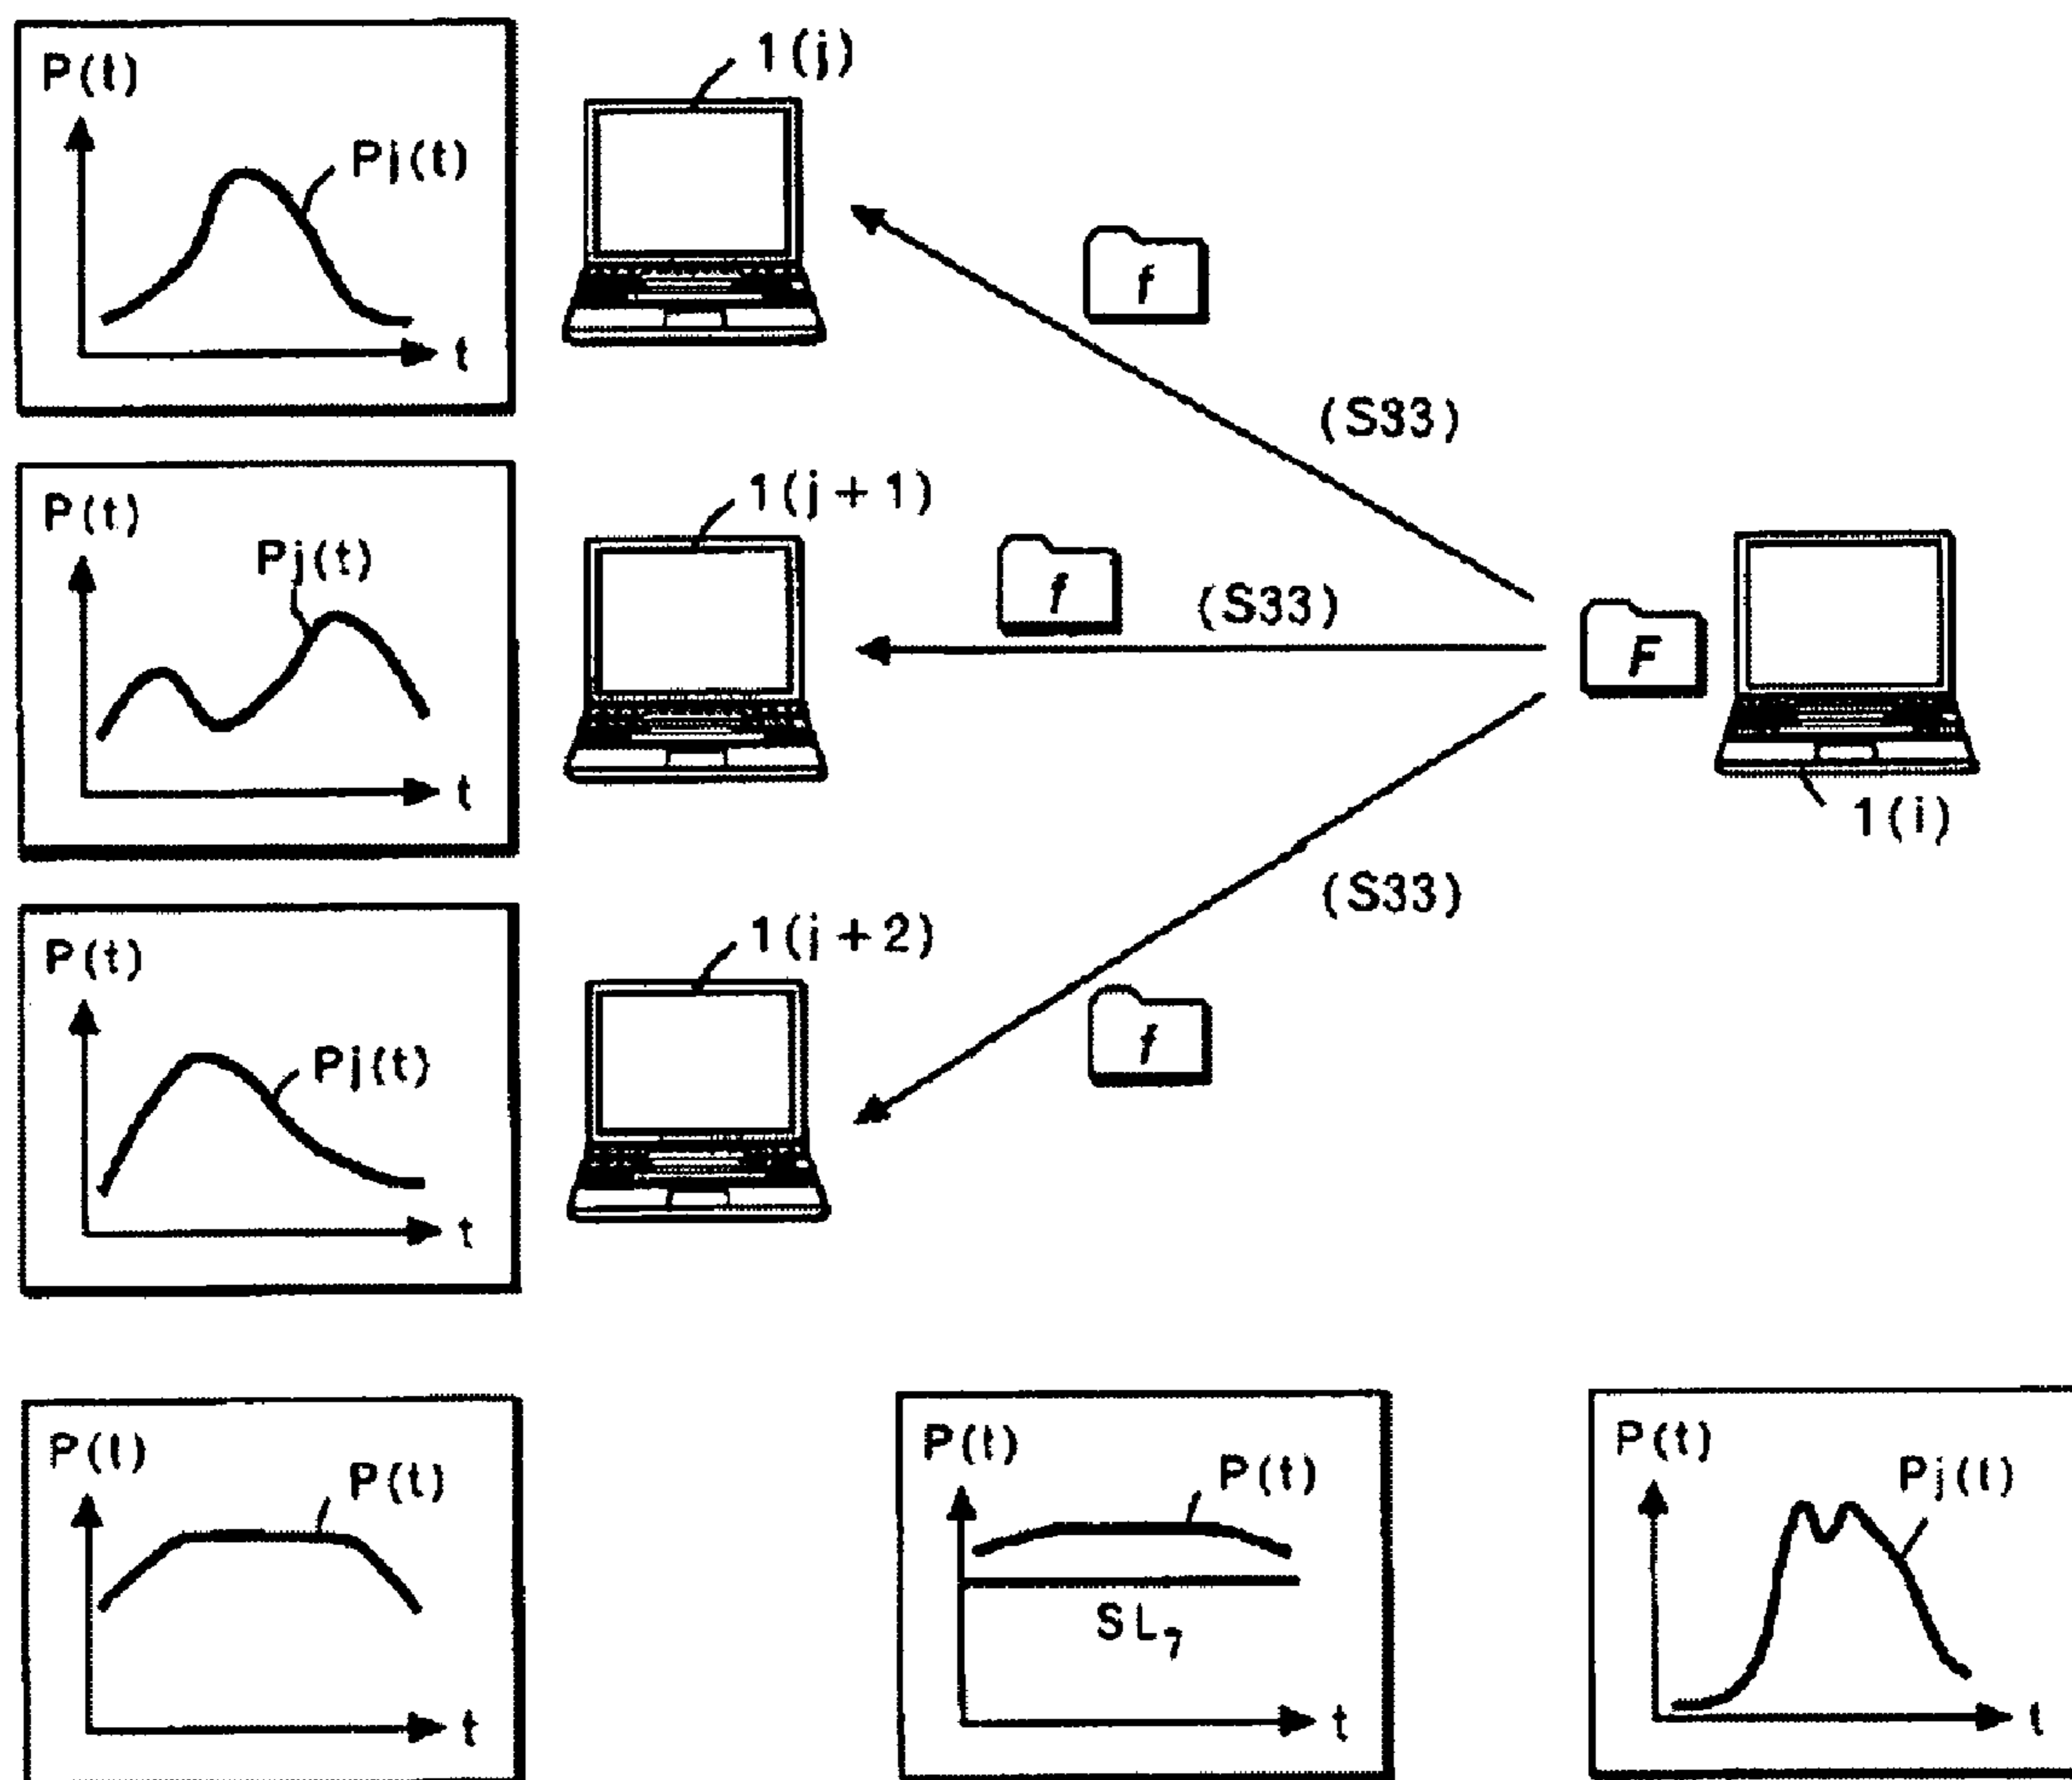 P(t)
Pj(t)
t
1(j)
f
(S33)
P(t)
Pj(t)
t
1(j+1)
f
(S33)
F
1(i)
P(t)
Pj(t)
t
1(j+2)
f
(S33)
P(t)
P(t)
t
P(t)
P(t)
SL₇
t
P(t)
Pj(t)
t